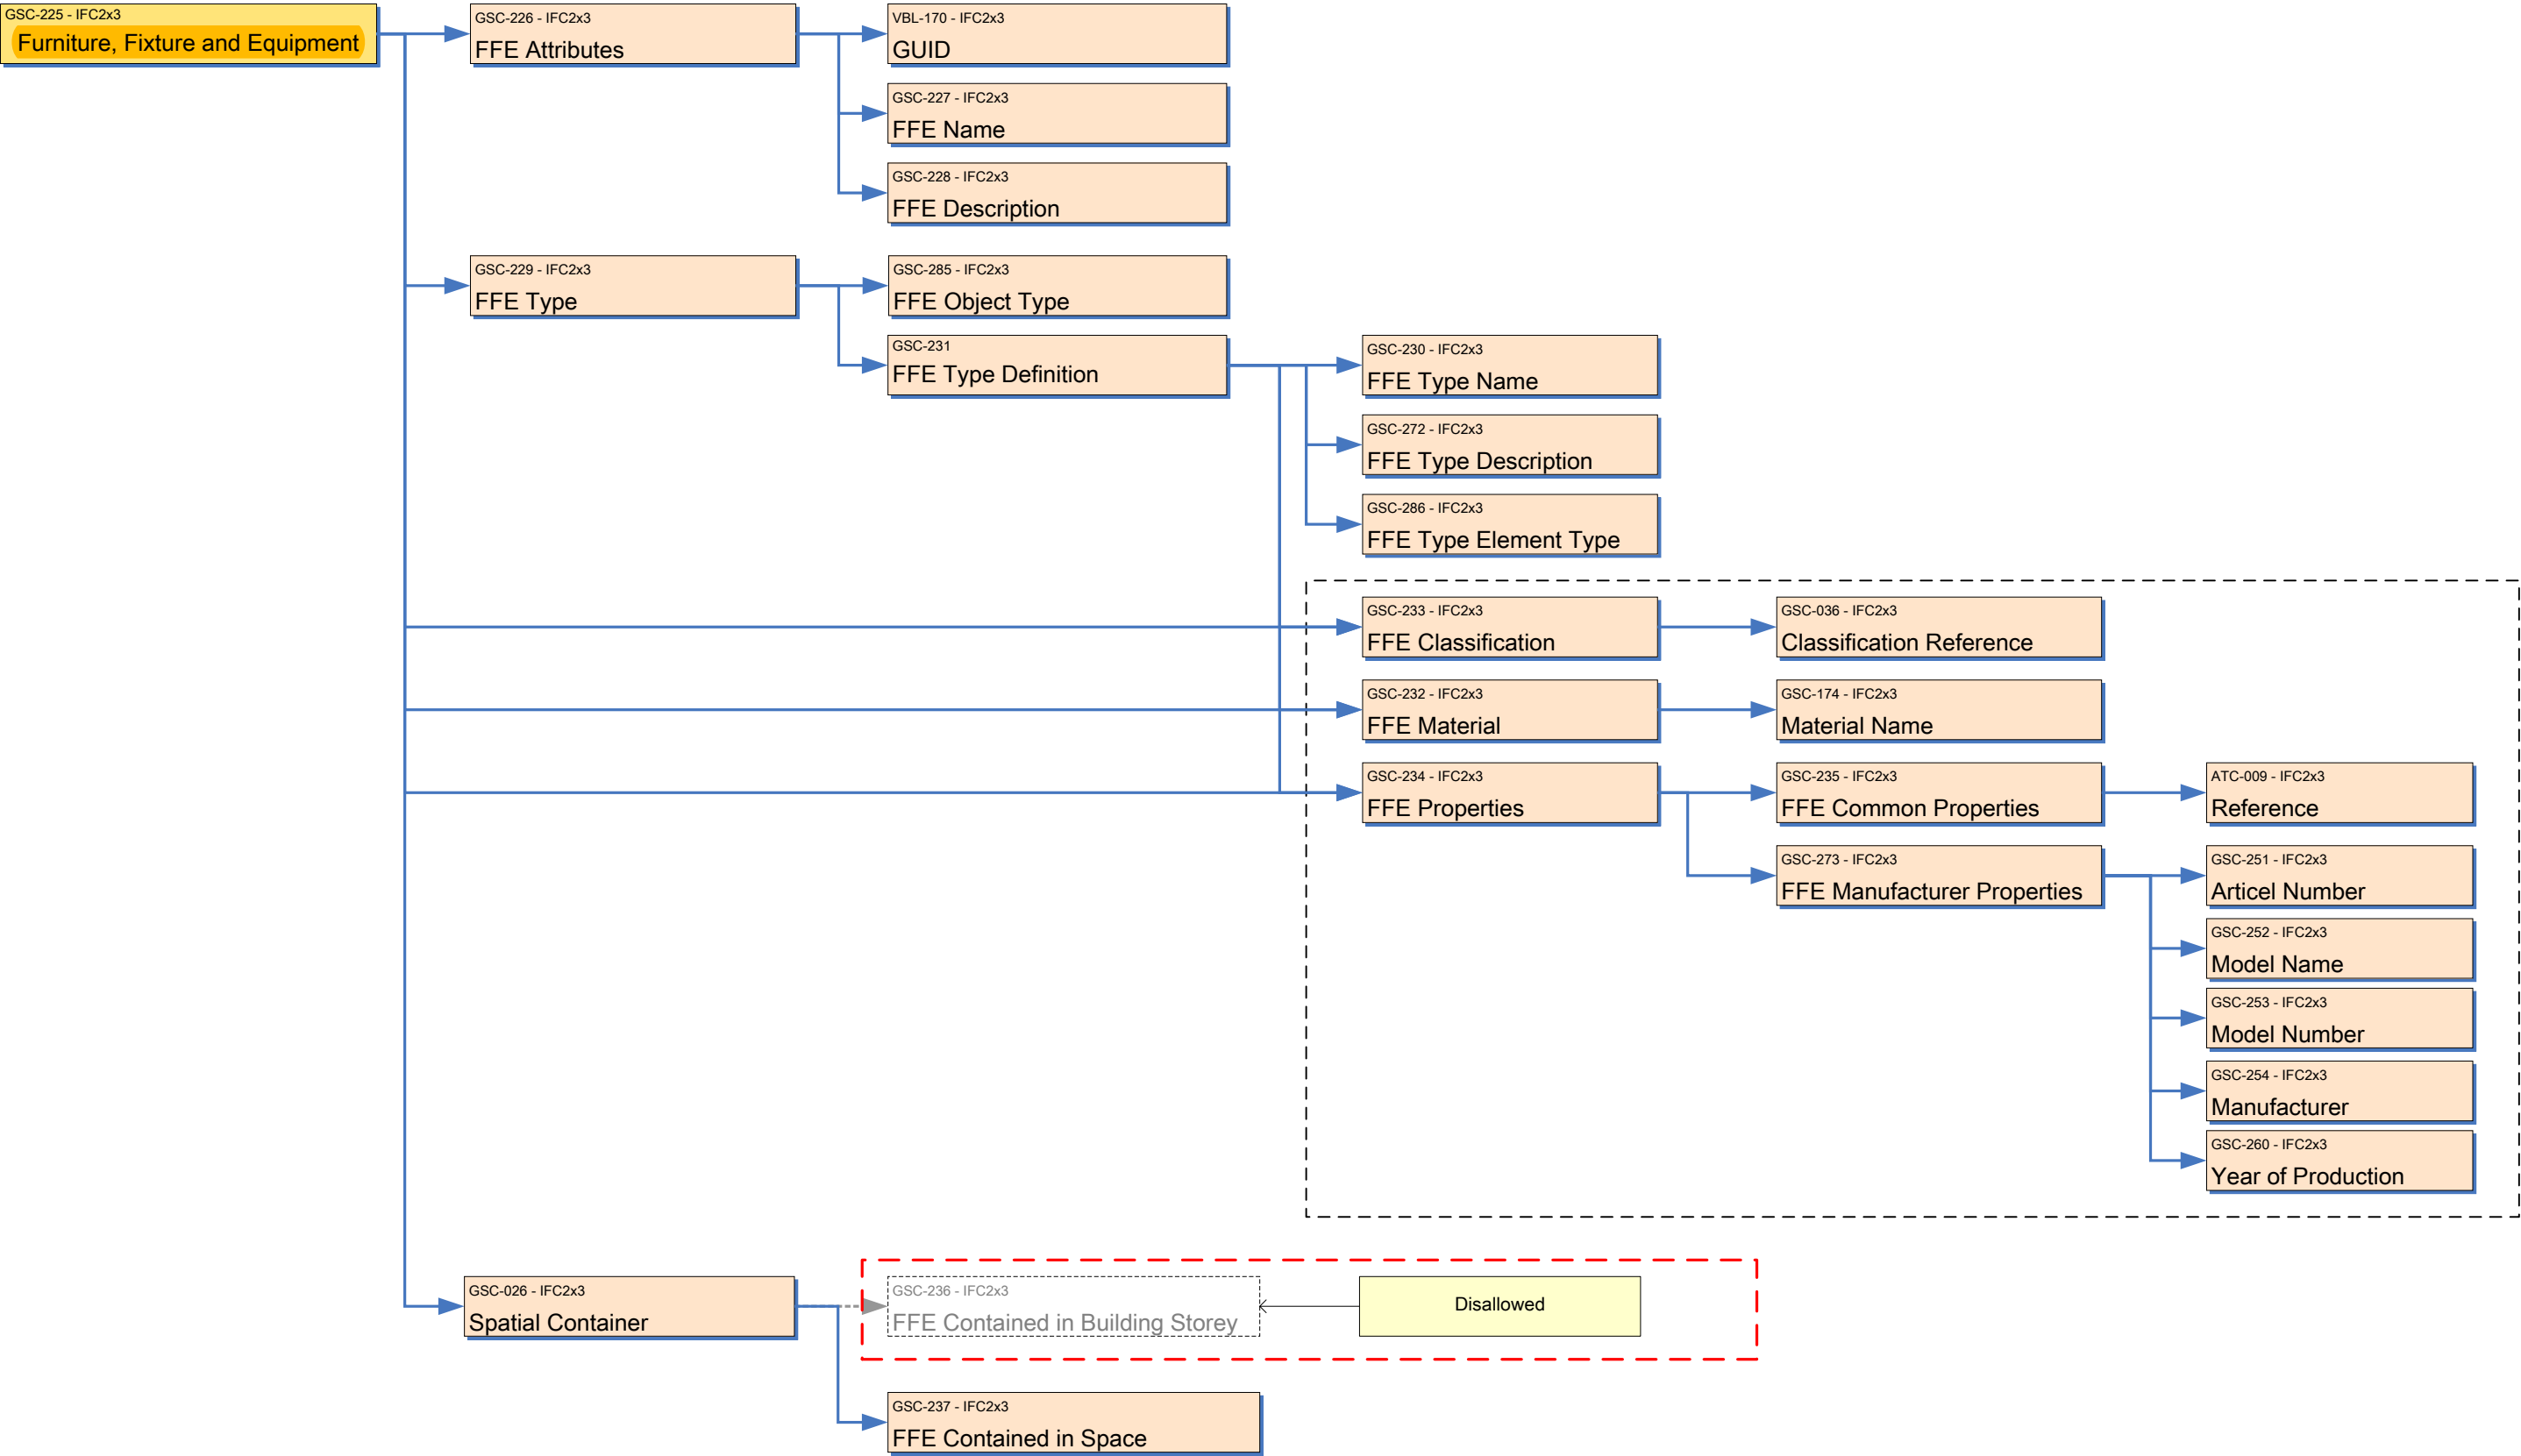 GSC-225 - IFC2x3
Furniture, Fixture and Equipment
GSC-226 - IFC2x3
FFE Attributes
VBL-170 - IFC2x3
GUID
GSC-227 - IFC2x3
FFE Name
GSC-228 - IFC2x3
FFE Description
GSC-229 - IFC2x3
FFE Type
GSC-285 - IFC2x3
FFE Object Type
GSC-231
FFE Type Definition
GSC-230 - IFC2x3
FFE Type Name
GSC-272 - IFC2x3
FFE Type Description
GSC-286 - IFC2x3
FFE Type Element Type
GSC-233 - IFC2x3
FFE Classification
GSC-036 - IFC2x3
Classification Reference
GSC-232 - IFC2x3
FFE Material
GSC-174 - IFC2x3
Material Name
GSC-234 - IFC2x3
FFE Properties
GSC-235 - IFC2x3
FFE Common Properties
ATC-009 - IFC2x3
Reference
GSC-273 - IFC2x3
FFE Manufacturer Properties
GSC-251 - IFC2x3
Articel Number
GSC-252 - IFC2x3
Model Name
GSC-253 - IFC2x3
Model Number
GSC-254 - IFC2x3
Manufacturer
GSC-260 - IFC2x3
Year of Production
GSC-026 - IFC2x3
Spatial Container
GSC-236 - IFC2x3
FFE Contained in Building Storey
Disallowed
GSC-237 - IFC2x3
FFE Contained in Space